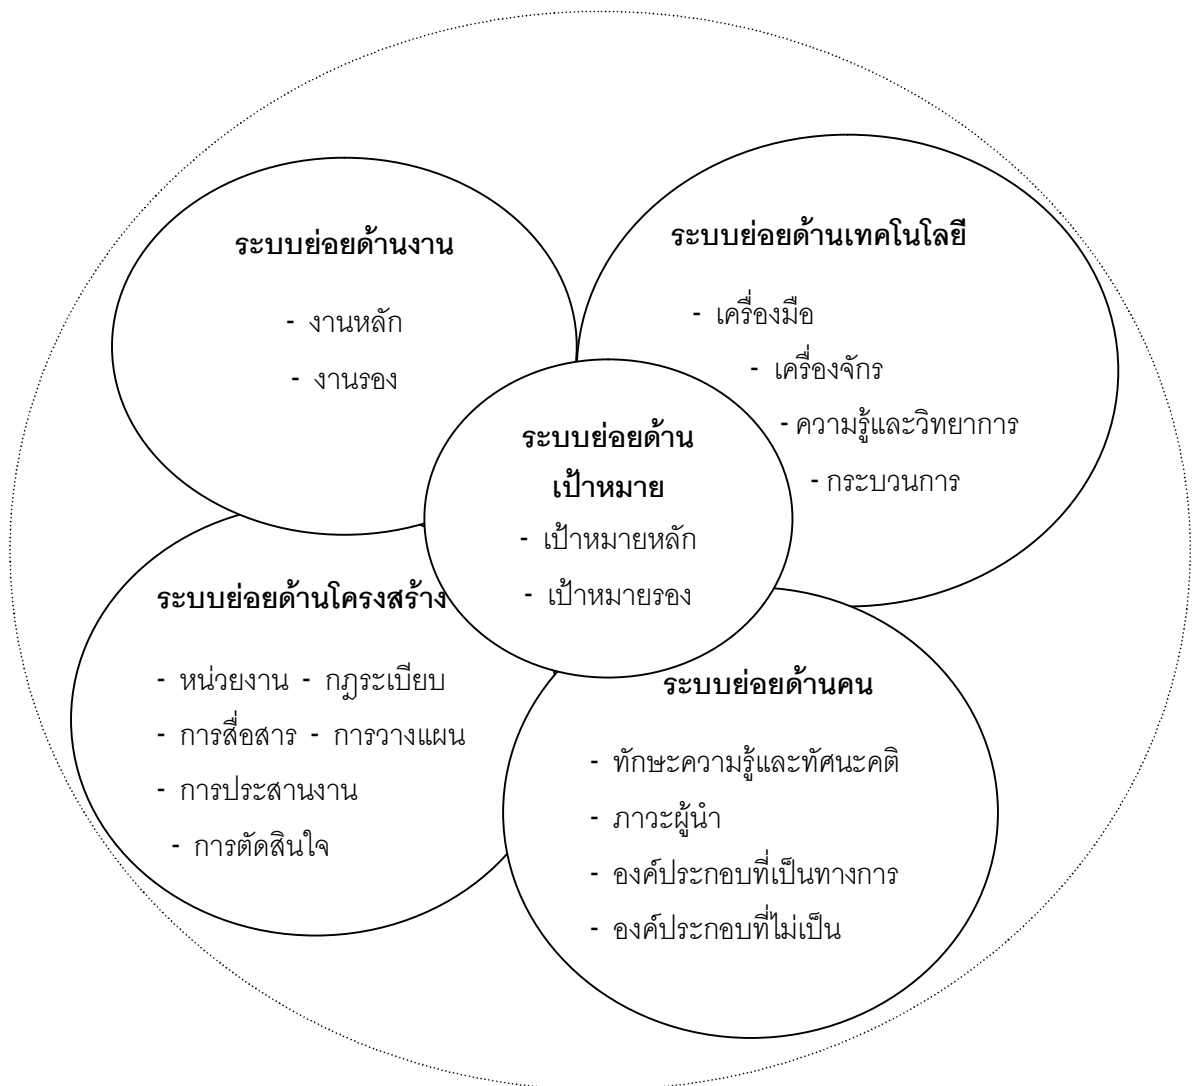 ระบบย่อยด้านงาน
- งานหลัก
- งานรอง
ระบบย่อยด้านเทคโนโลยี
- เครื่องมือ
- เครื่องจักร
- ความรู้และวิทยาการ
- กระบวนการ
ระบบย่อยด้าน
เป้าหมาย
- เป้าหมายหลัก
- เป้าหมายรอง
ระบบย่อยด้านโครงสร้าง
- หน่วยงาน - กฎระเบียบ
- การสื่อสาร - การวางแผน
- การประสานงาน
- การตัดสินใจ
ระบบย่อยด้านคน
- ทักษะความรู้และทัศนะคติ
- ภาวะผู้นำ
- องค์ประกอบที่เป็นทางการ
- องค์ประกอบที่ไม่เป็น